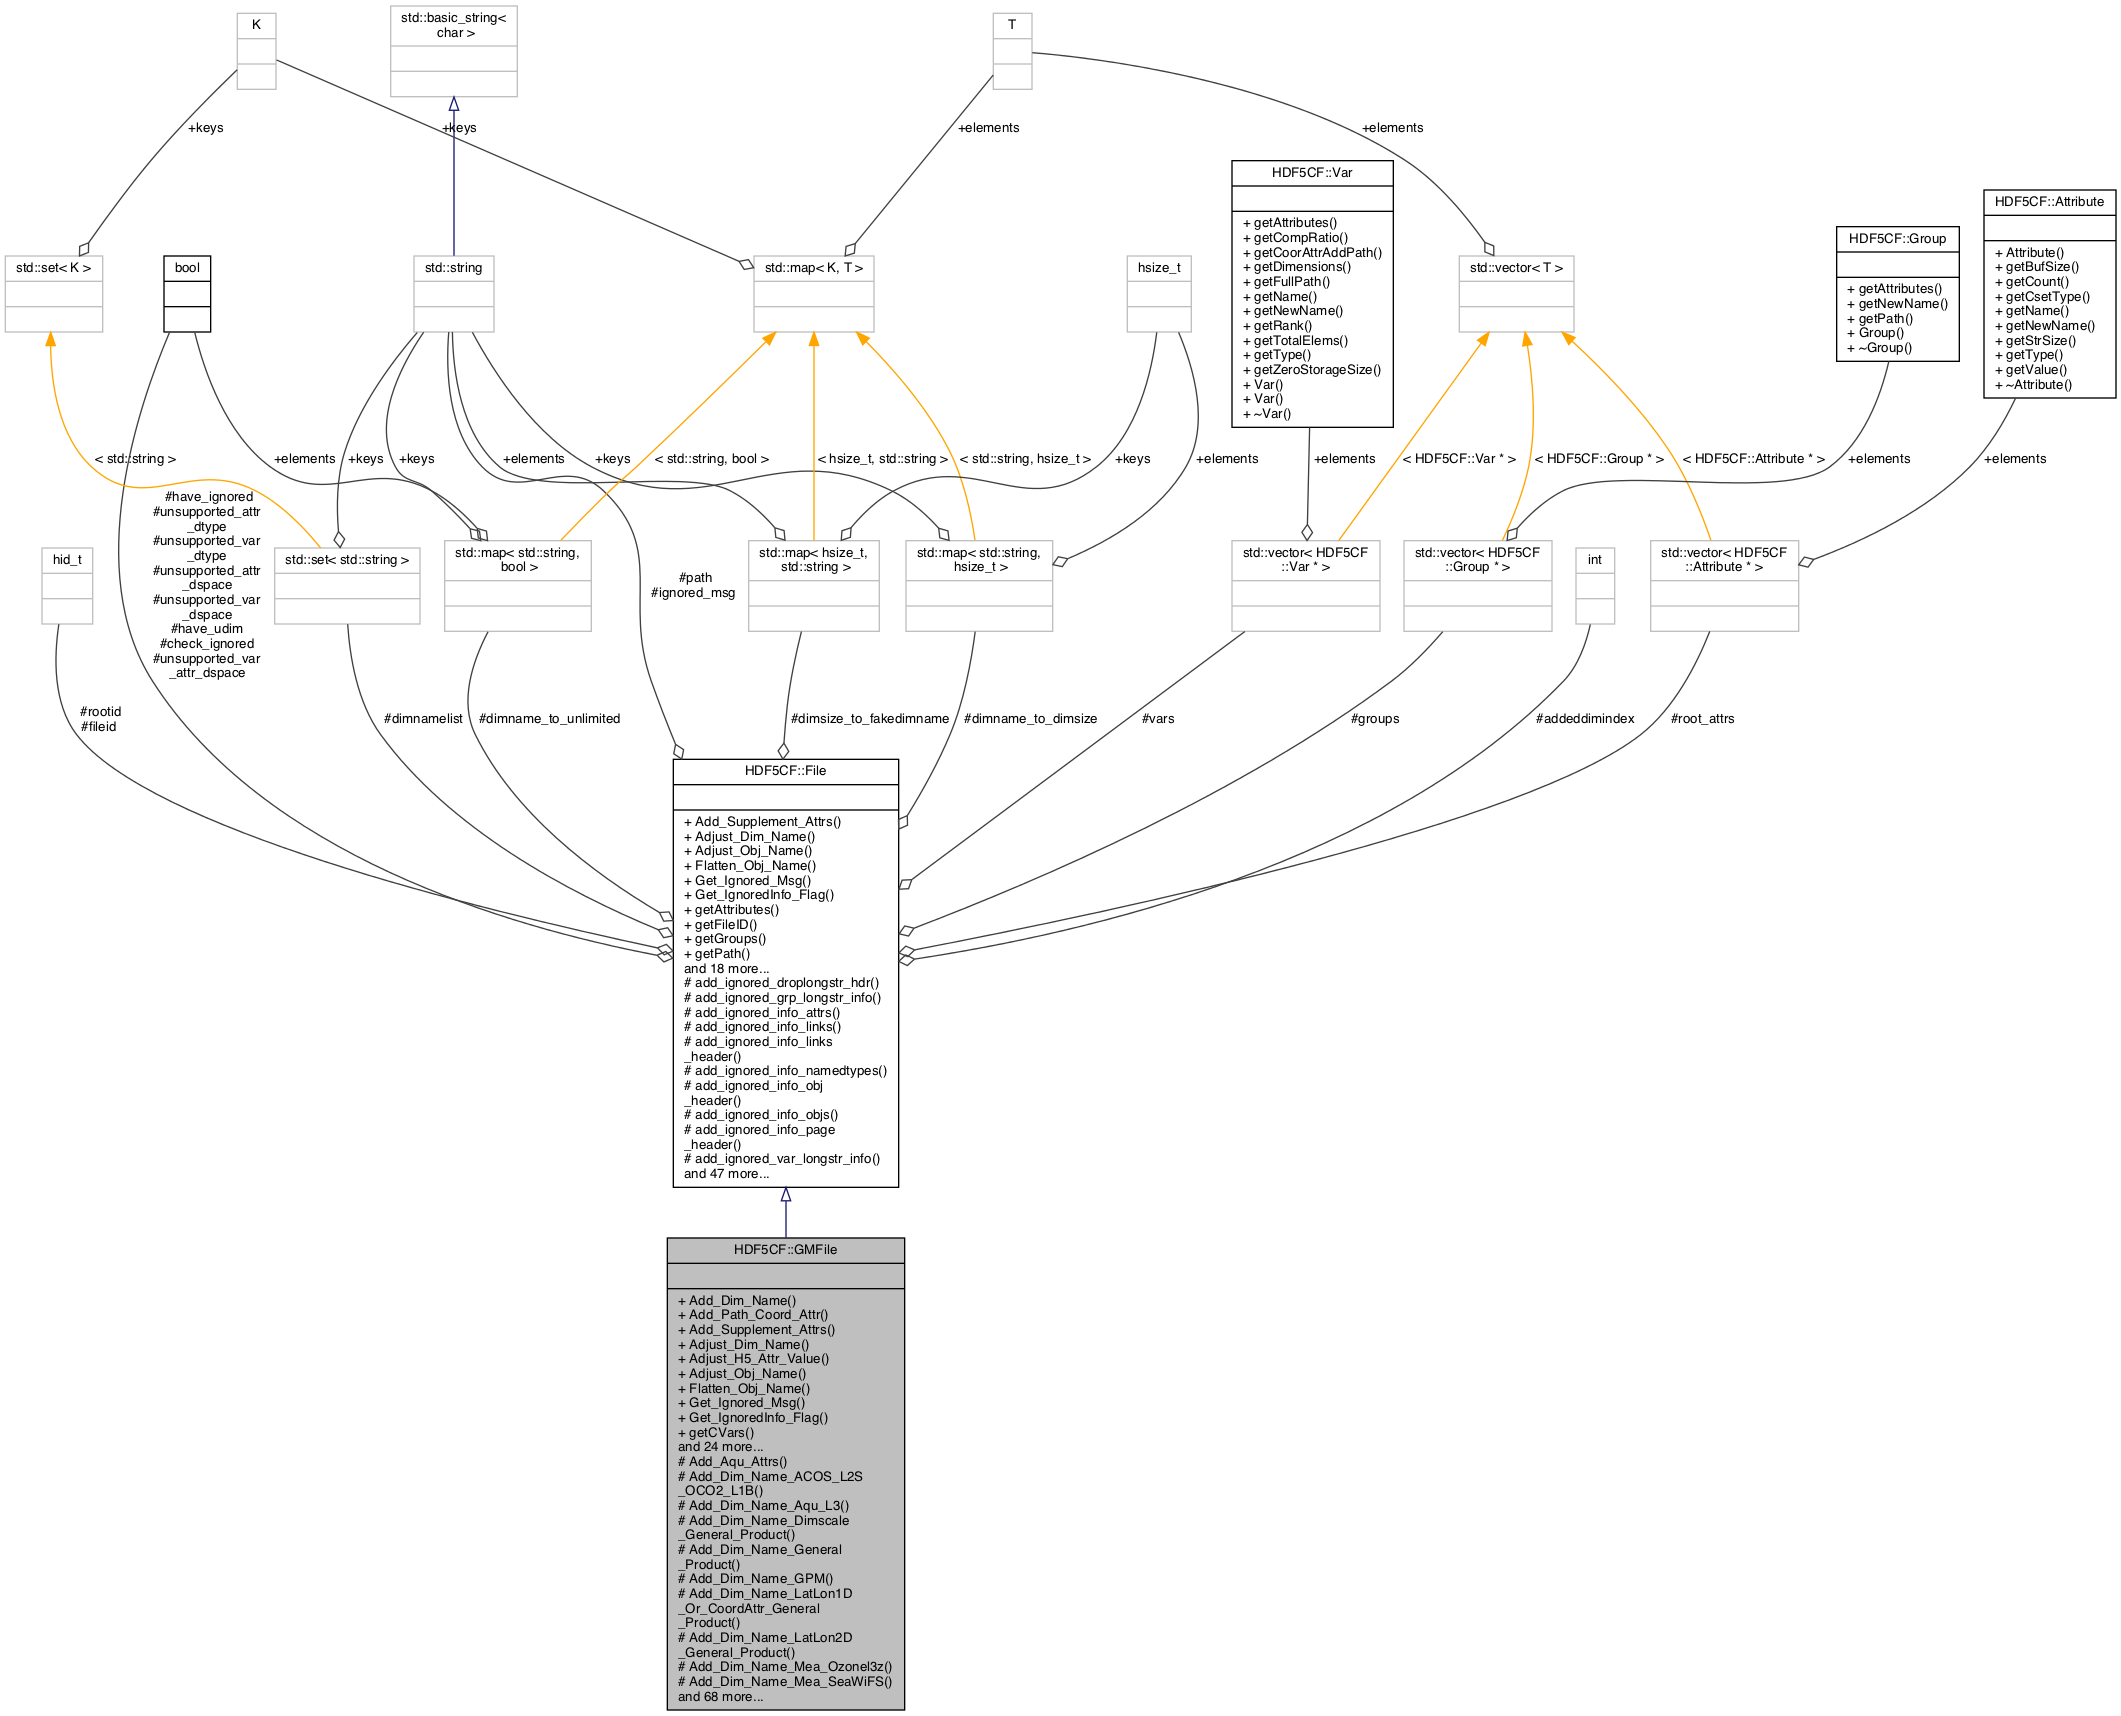 K
std::basic_string<
char >
T
+keys
+keys
+elements
+elements
HDF5CF::Var
+ getAttributes()
+ getCompRatio()
+ getCoorAttrAddPath()
+ getDimensions()
+ getFullPath()
+ getName()
+ getNewName()
+ getRank()
+ getTotalElems()
+ getType()
+ getZeroStorageSize()
+ Var()
+ Var()
+ ~Var()
HDF5CF::Attribute
+ Attribute()
+ getBufSize()
+ getCount()
+ getCsetType()
+ getName()
+ getNewName()
+ getStrSize()
+ getType()
+ getValue()
+ ~Attribute()
HDF5CF::Group
+ getAttributes()
+ getNewName()
+ getPath()
+ Group()
+ ~Group()
std::set< K >
bool
std::string
std::map< K, T >
hsize_t
std::vector< T >
< std::string >
+elements
+keys
+keys
+elements
+keys
< std::string, bool >
< hsize_t, std::string >
< std::string, hsize_t >
+keys
+elements
+elements
< HDF5CF::Var * >
< HDF5CF::Group * >
< HDF5CF::Attribute * >
+elements
+elements
#have_ignored
#unsupported_attr
_dtype
#unsupported_var
_dtype
#unsupported_attr
_dspace
#unsupported_var
_dspace
#have_udim
#check_ignored
#unsupported_var
_attr_dspace
hid_t
std::set< std::string >
std::map< std::string,
bool >
#path
#ignored_msg
std::map< hsize_t,
std::string >
std::map< std::string,
hsize_t >
std::vector< HDF5CF
::Var * >
std::vector< HDF5CF
::Group * >
int
std::vector< HDF5CF
::Attribute * >
#rootid
#fileid
#dimnamelist
#dimname_to_unlimited
#dimsize_to_fakedimname
#dimname_to_dimsize
#vars
#groups
#addeddimindex
#root_attrs
HDF5CF::File
+ Add_Supplement_Attrs()
+ Adjust_Dim_Name()
+ Adjust_Obj_Name()
+ Flatten_Obj_Name()
+ Get_Ignored_Msg()
+ Get_IgnoredInfo_Flag()
+ getAttributes()
+ getFileID()
+ getGroups()
+ getPath()
and 18 more...
# add_ignored_droplongstr_hdr()
# add_ignored_grp_longstr_info()
# add_ignored_info_attrs()
# add_ignored_info_links()
# add_ignored_info_links
_header()
# add_ignored_info_namedtypes()
# add_ignored_info_obj
_header()
# add_ignored_info_objs()
# add_ignored_info_page
_header()
# add_ignored_var_longstr_info()
and 47 more...
HDF5CF::GMFile
+ Add_Dim_Name()
+ Add_Path_Coord_Attr()
+ Add_Supplement_Attrs()
+ Adjust_Dim_Name()
+ Adjust_H5_Attr_Value()
+ Adjust_Obj_Name()
+ Flatten_Obj_Name()
+ Get_Ignored_Msg()
+ Get_IgnoredInfo_Flag()
+ getCVars()
and 24 more...
# Add_Aqu_Attrs()
# Add_Dim_Name_ACOS_L2S
_OCO2_L1B()
# Add_Dim_Name_Aqu_L3()
# Add_Dim_Name_Dimscale
_General_Product()
# Add_Dim_Name_General
_Product()
# Add_Dim_Name_GPM()
# Add_Dim_Name_LatLon1D
_Or_CoordAttr_General
_Product()
# Add_Dim_Name_LatLon2D
_General_Product()
# Add_Dim_Name_Mea_Ozonel3z()
# Add_Dim_Name_Mea_SeaWiFS()
and 68 more...